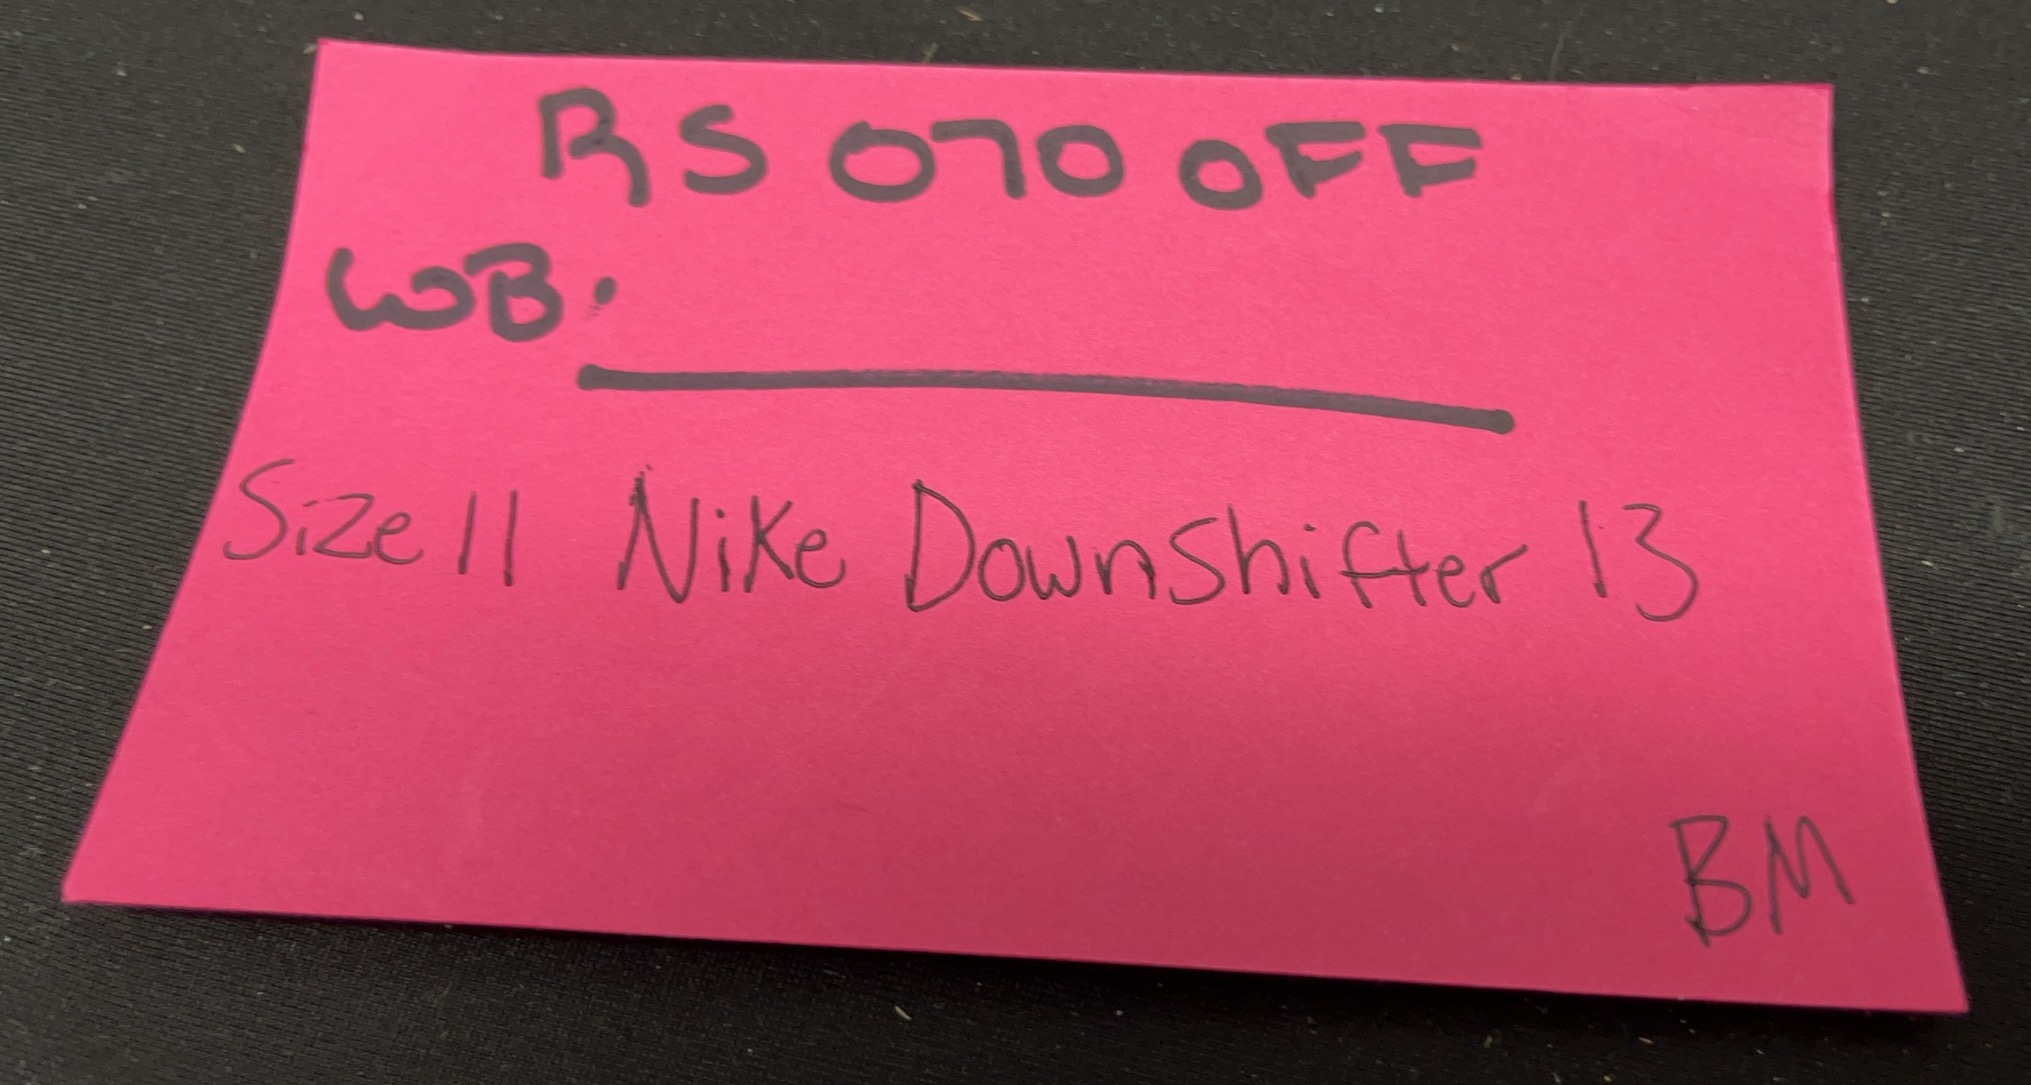 RS 070 OFF
WB.
Size 11 Nike Downshifter 13
BM